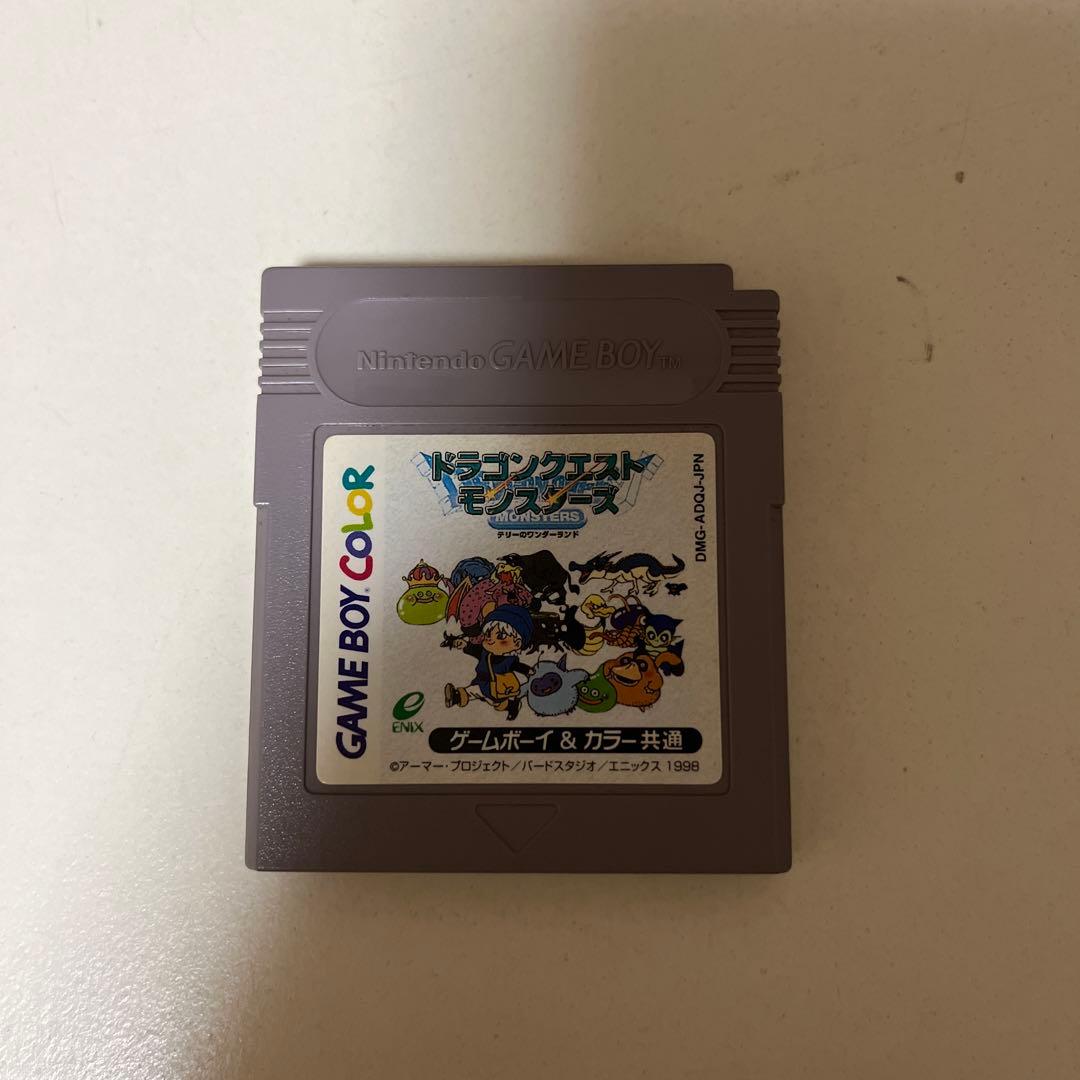 Nintendo GAME BOY TM
GAME BOY COLOR
ドラゴンクエスト
モンスターズ
MONSTERS
テリーのワンダーランド
DMG-ADQJ-JPN
e
ENIX
ゲームボーイ & カラー共通
©アーマー・プロジェクト/バードスタジオ/エニックス 1998